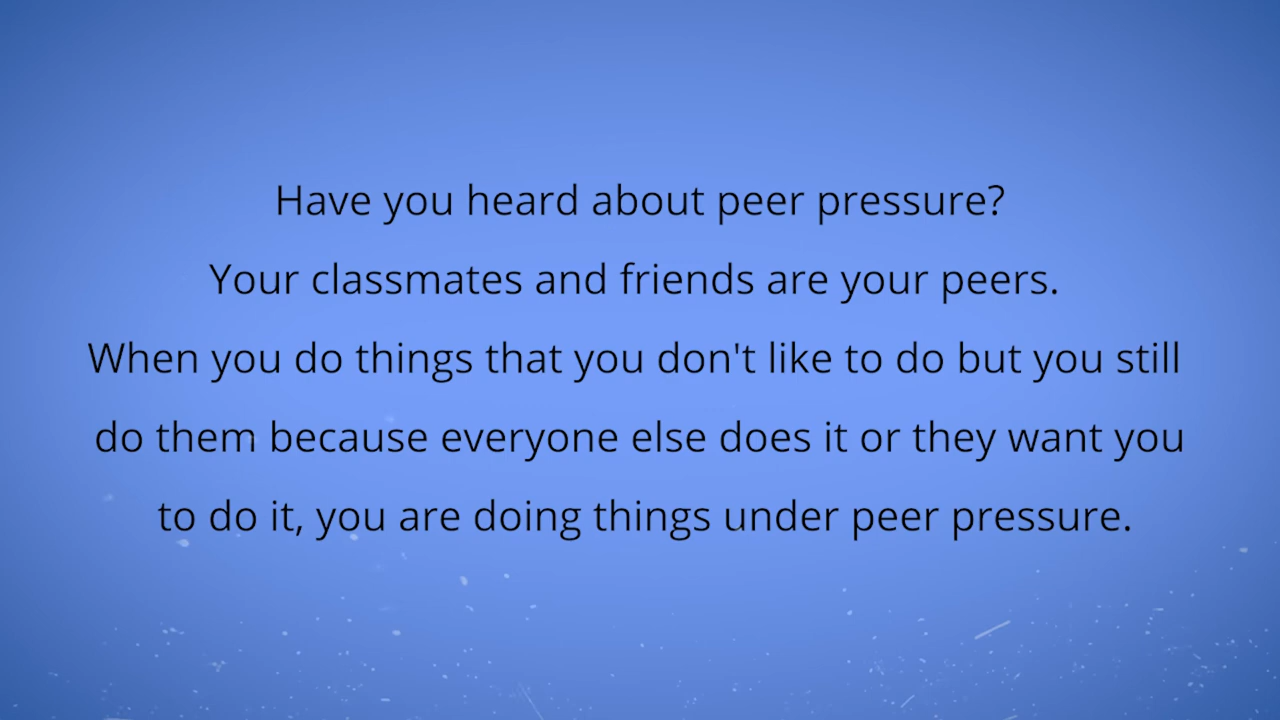 Have you heard about peer pressure?
Your classmates and friends are your peers.
When you do things that you don't like to do but you still
do them because everyone else does it or they want you
to do it, you are doing things under peer pressure.